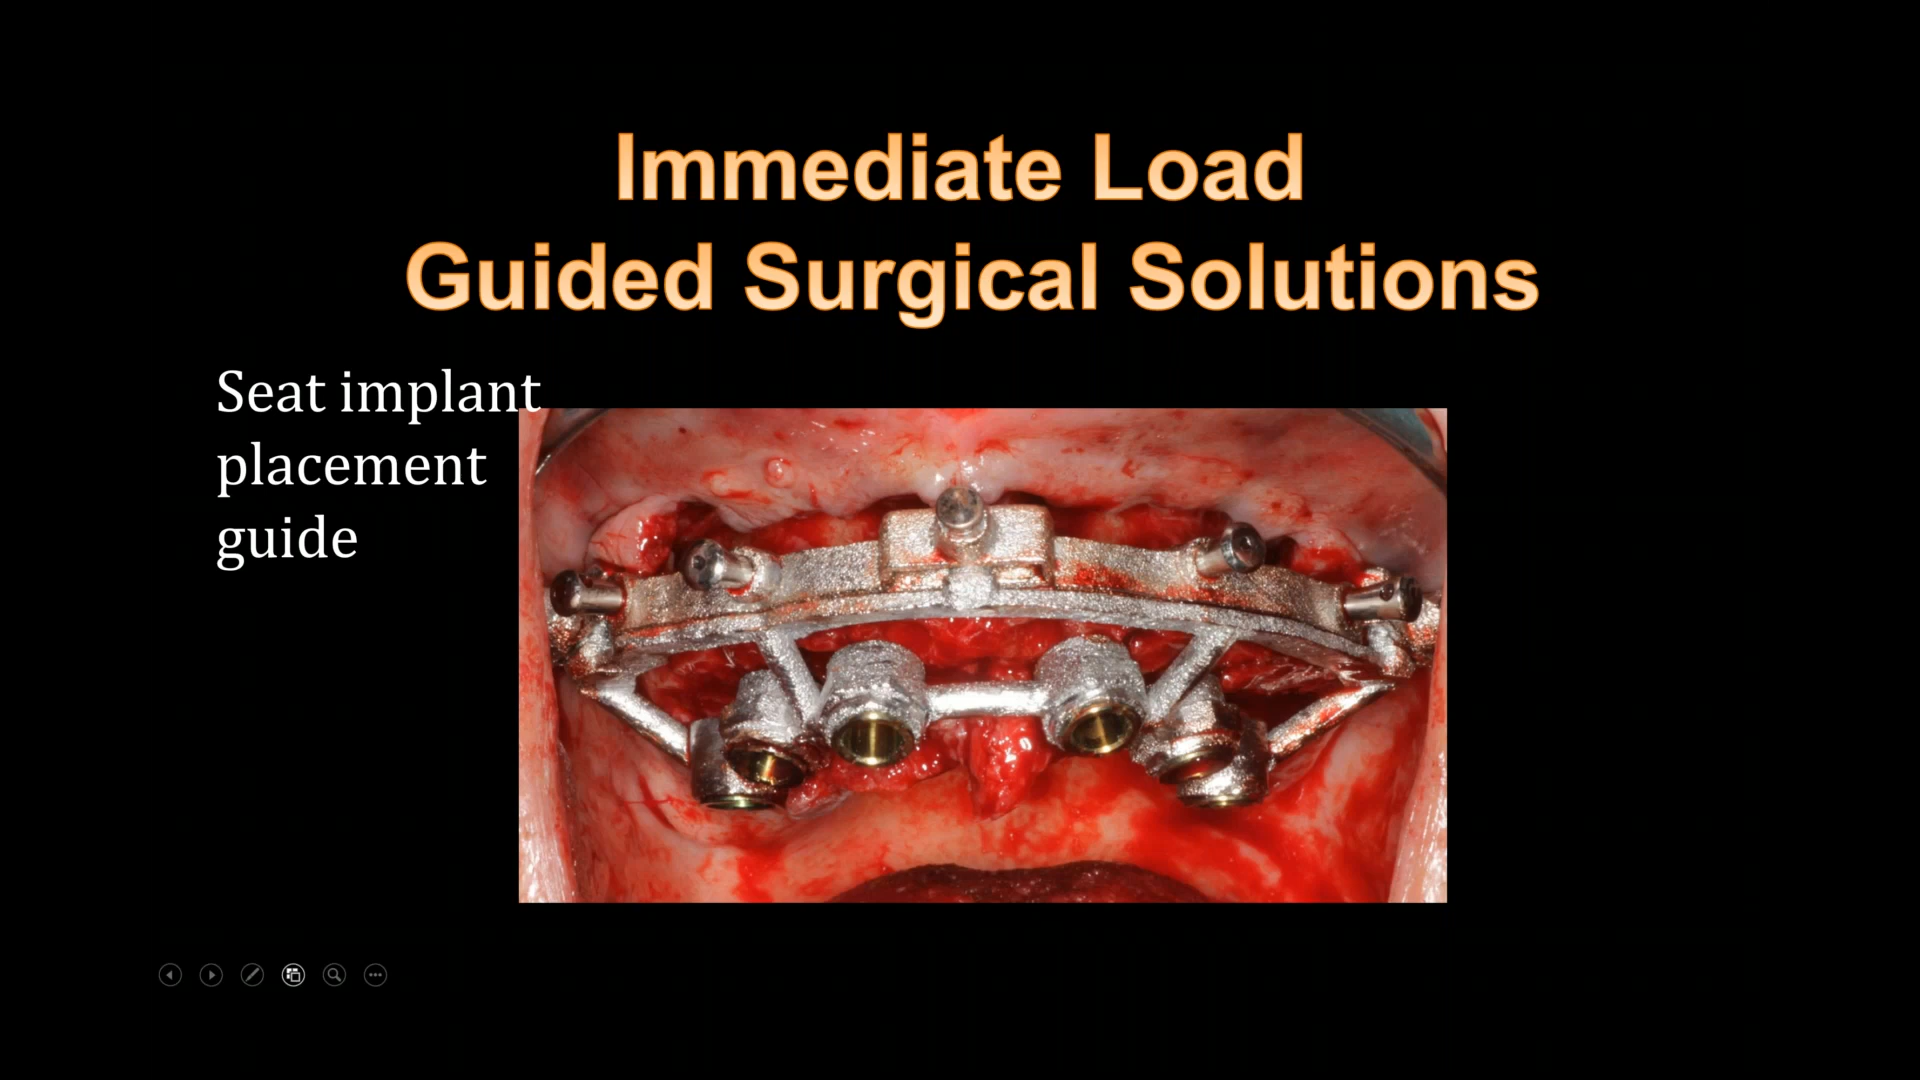 Immediate Load
Guided Surgical Solutions
Seat implant
placement
guide